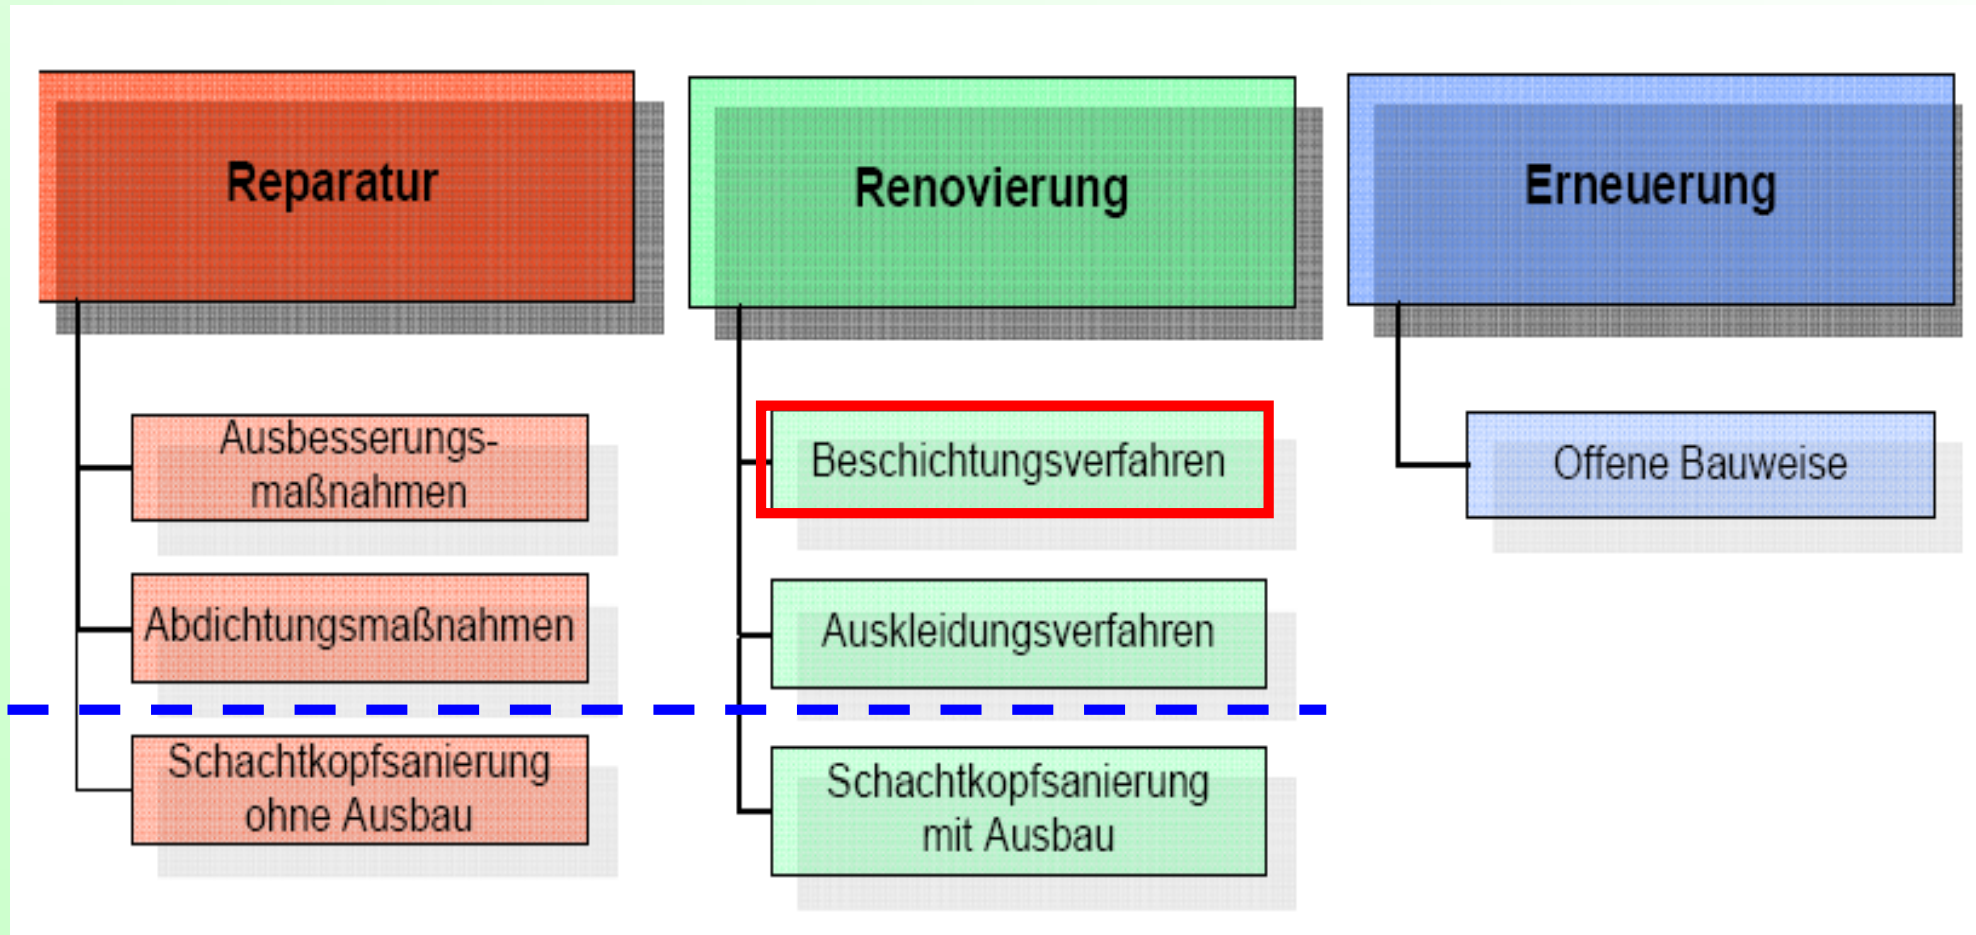 Reparatur
Ausbesserungs-
maßnahmen
Abdichtungsmaßnahmen
Schachtkopfsanierung
ohne Ausbau
Renovierung
Beschichtungsverfahren
Auskleidungsverfahren
Schachtkopfsanierung
mit Ausbau
Erneuerung
Offene Bauweise